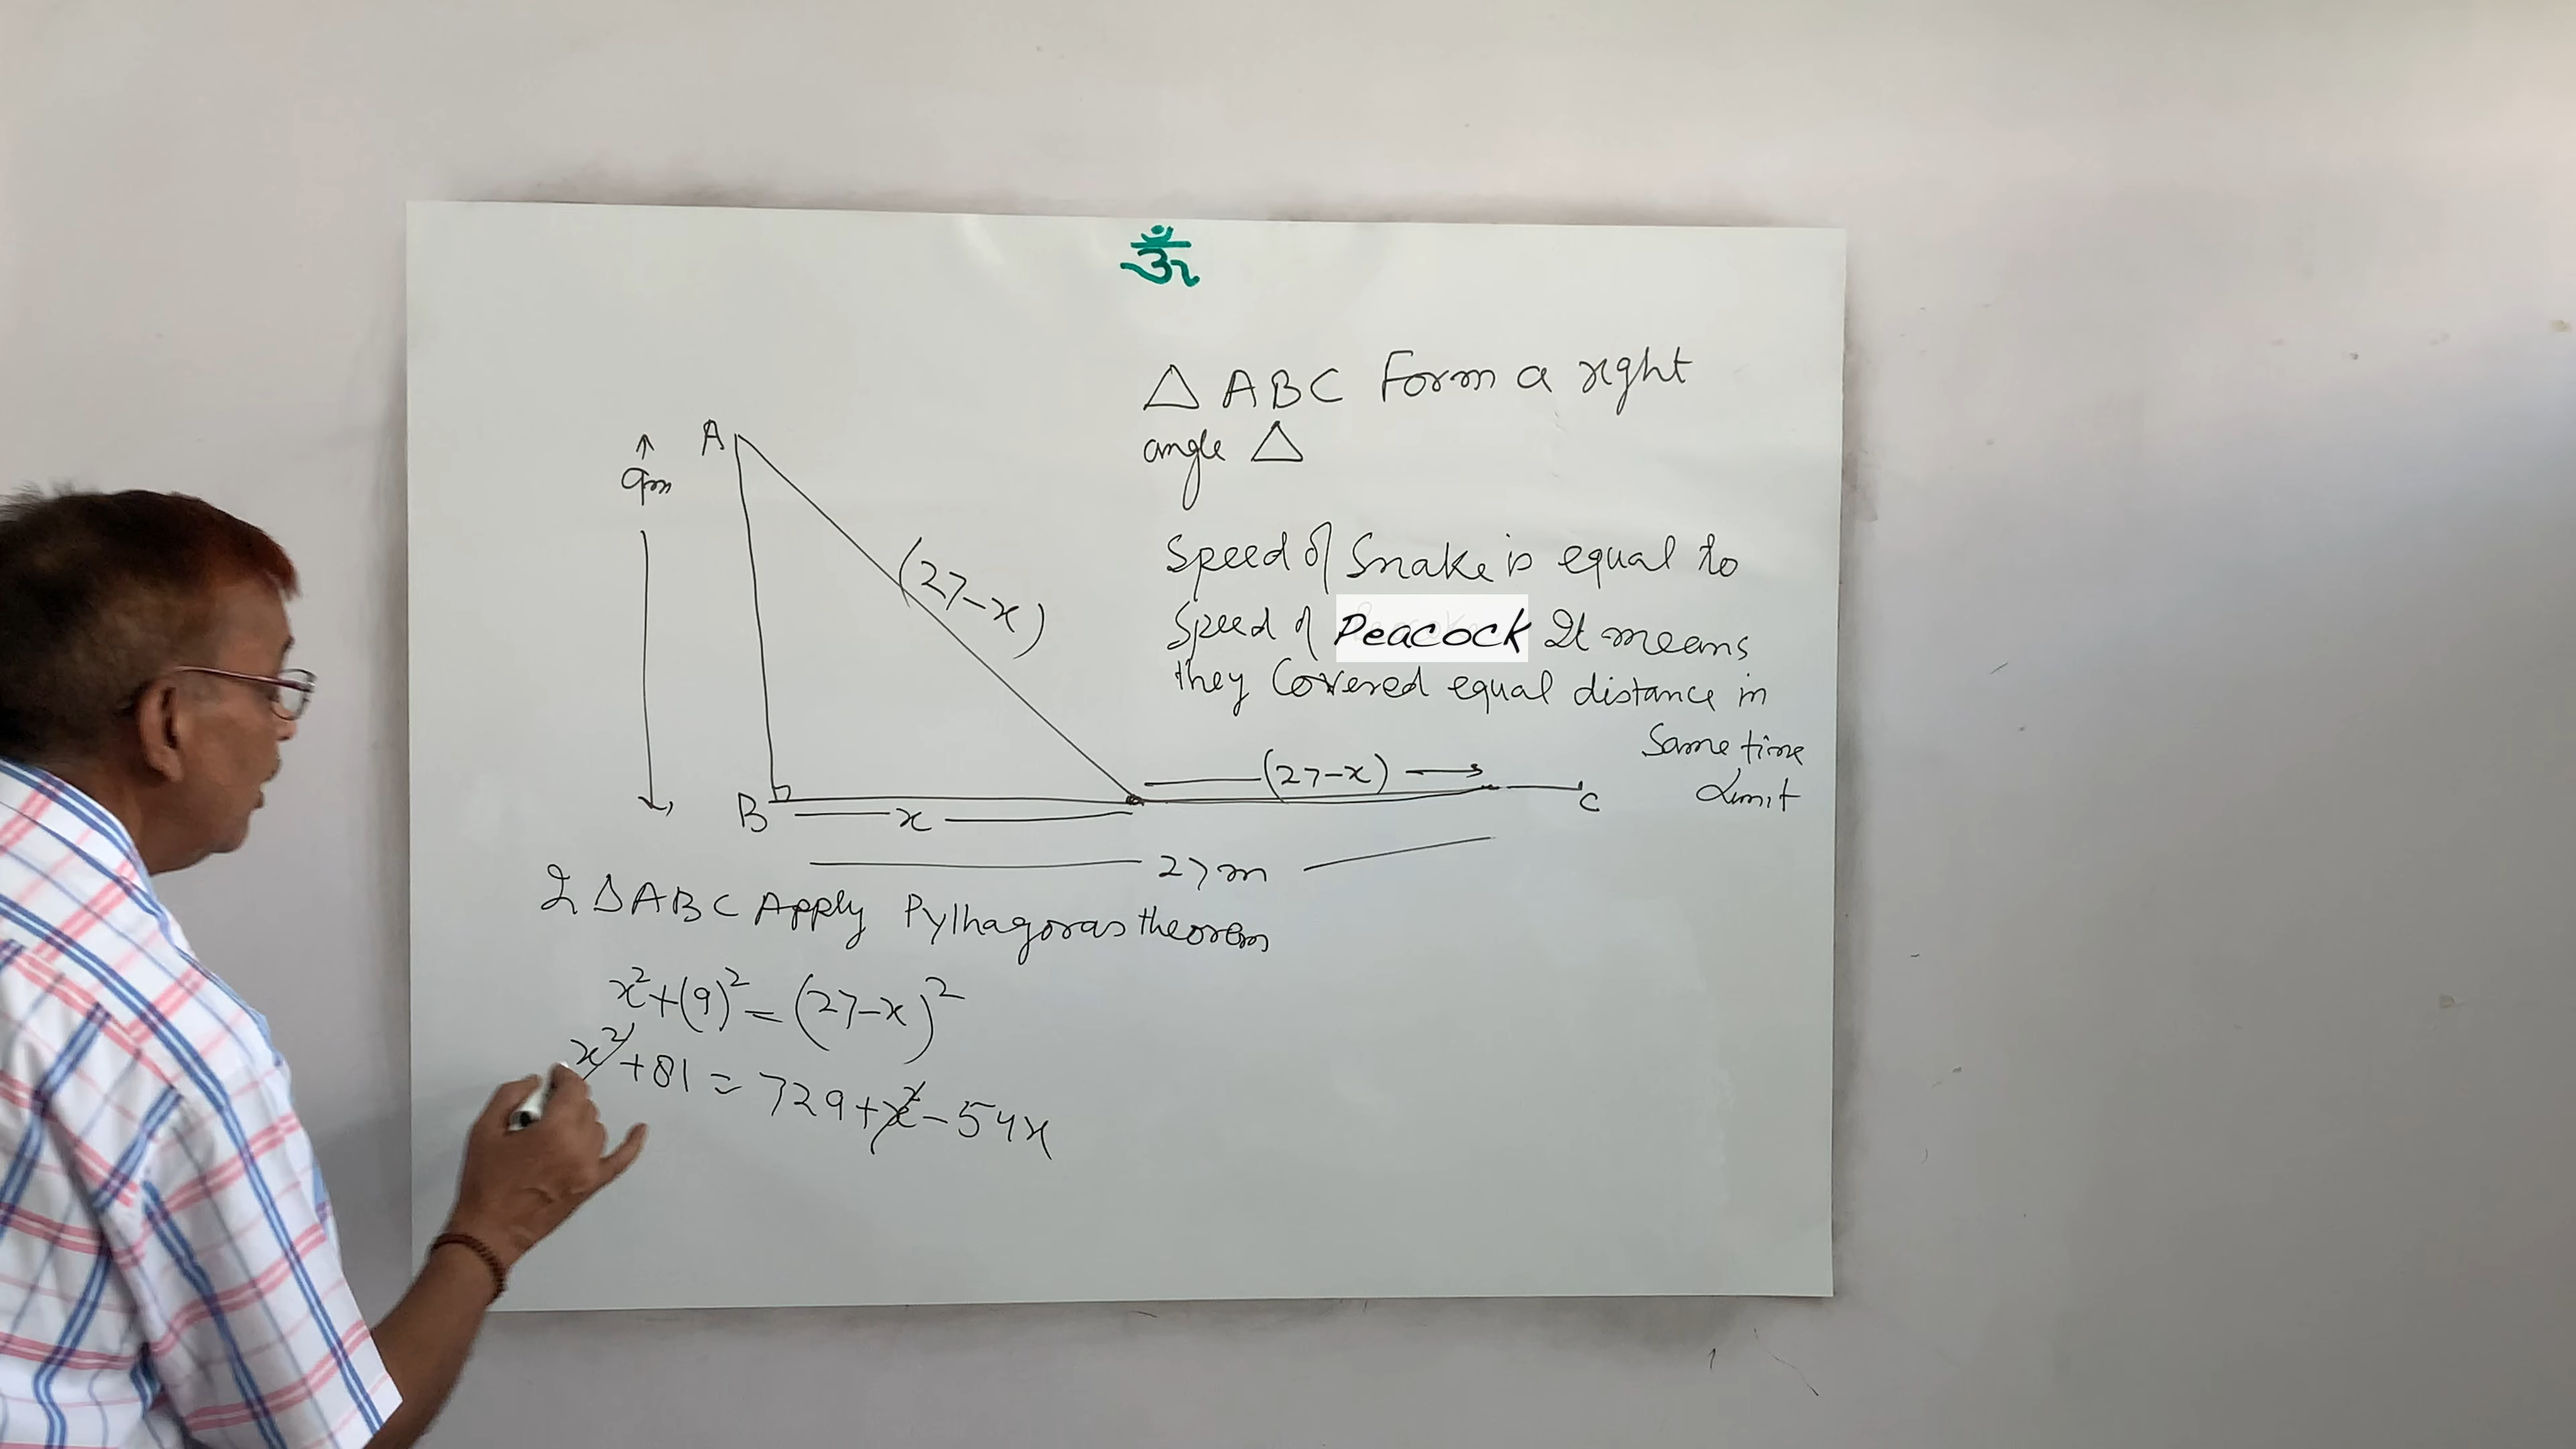 ॐ
△ ABC Form a right
angle △
Speed of Snake is equal to
Speed of Peacock It means
they Covered equal distance in
Same time
Limit
A
9m
(27-x)
(27-x)
B
x
C
27m
I △ABC Apply Pythagoras theorem
x²+(9)²=(27-x)²
x²+81=729+x²-54x